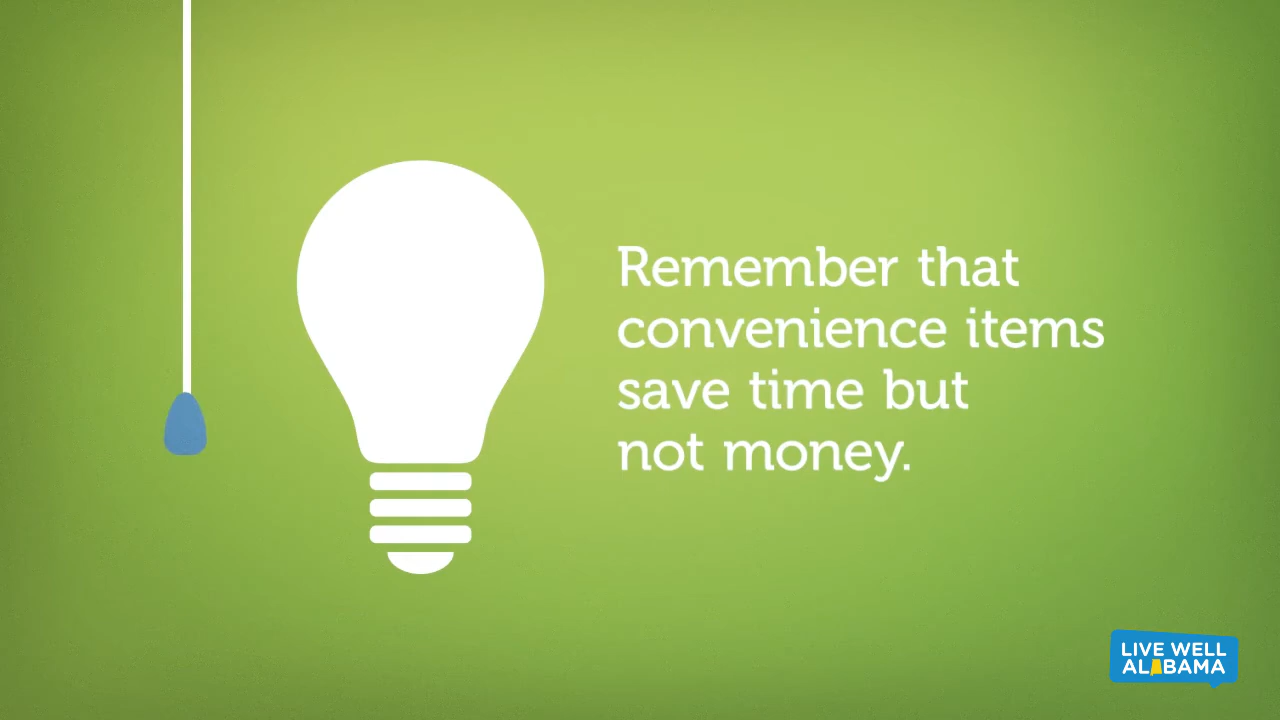 Remember that
convenience items
save time but
not money.
LIVE WELL
ALABAMA